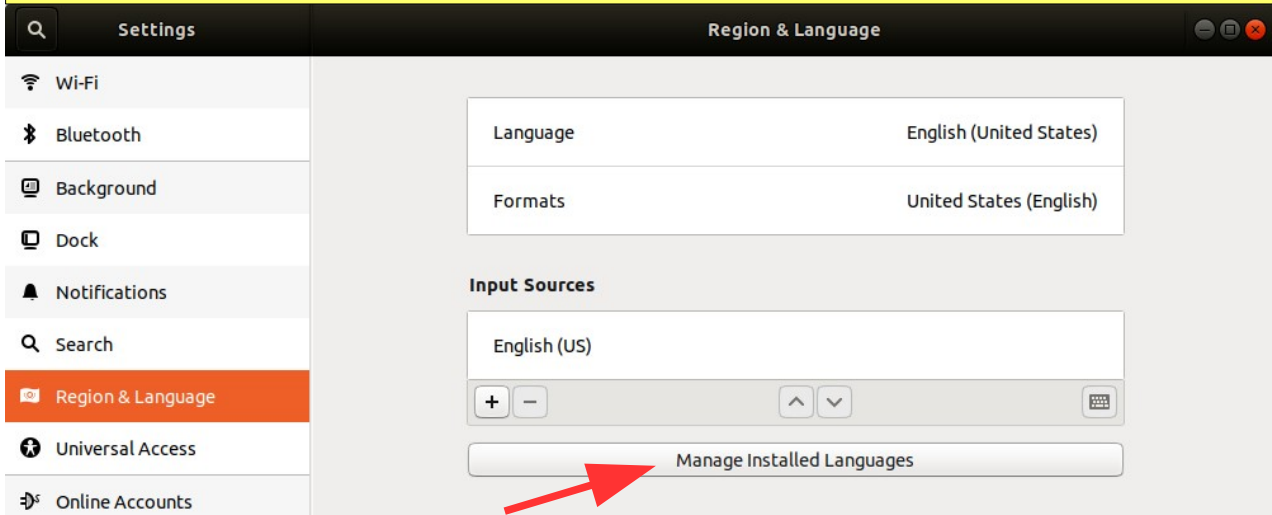 Settings
Region & Language
Wi-Fi
Bluetooth
Background
Dock
Notifications
Search
Region & Language
Universal Access
Online Accounts
Language English (United States)
Formats United States (English)
Input Sources
English (US)
Manage Installed Languages